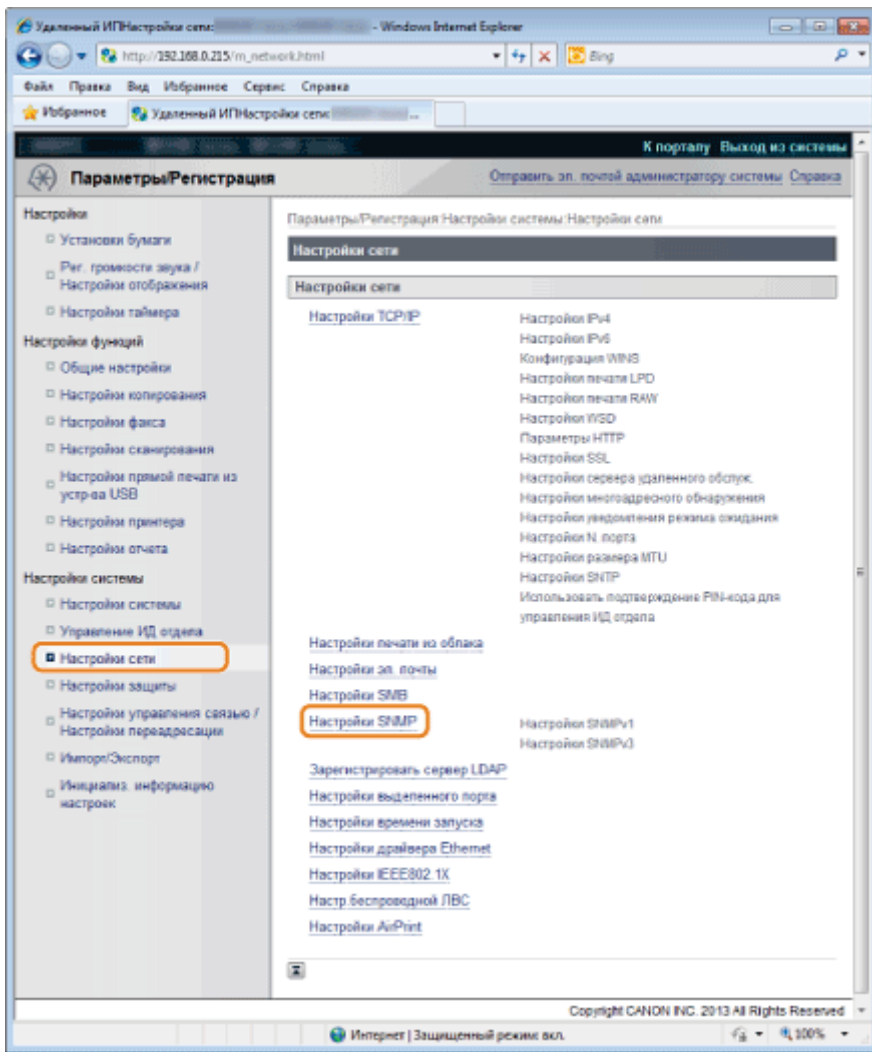 Удаленный ИПНастройки сети: - Windows Internet Explorer
http://192.168.0.215/m_network.html
Bing
Файл Правка Вид Избранное Сервис Справка
Избранное
Удаленный ИПНастройки сети: ...
К порталу Выход из системы
Параметры/Регистрация
Отправить эл. почтой администратору системы Справка
Настройки
Установки бумаги
Рег. громкости звука /
Настройки отображения
Настройки таймера
Настройки функций
Общие настройки
Настройки копирования
Настройки факса
Настройки сканирования
Настройки прямой печати из
устр-ва USB
Настройки принтера
Настройки отчета
Настройки системы
Настройки системы
Управление ИД отдела
Настройки сети
Настройки защиты
Настройки управления связью /
Настройки переадресации
Импорт/Экспорт
Инициализ. информацию
настроек
Параметры/Регистрация:Настройки системы:Настройки сети
Настройки сети
Настройки сети
Настройки TCP/IP
Настройки IPv4
Настройки IPv6
Конфигурация WINS
Настройки печати LPD
Настройки печати RAW
Настройки WSD
Параметры HTTP
Настройки SSL
Настройки сервера удаленного обслуж.
Настройки многоадресного обнаружения
Настройки уведомления режима ожидания
Настройки N. порта
Настройки размера MTU
Настройки SNTP
Использовать подтверждение PIN-кода для
управления ИД отдела
Настройки печати из облака
Настройки эл. почты
Настройки SMB
Настройки SNMP
Настройки SNMPv1
Настройки SNMPv3
Зарегистрировать сервер LDAP
Настройки выделенного порта
Настройки времени запуска
Настройки драйвера Ethernet
Настройки IEEE802.1X
Настр.беспроводной ЛВС
Настройки AirPrint
Copyright CANON INC. 2013 All Rights Reserved
Интернет | Защищенный режим: вкл.
100%